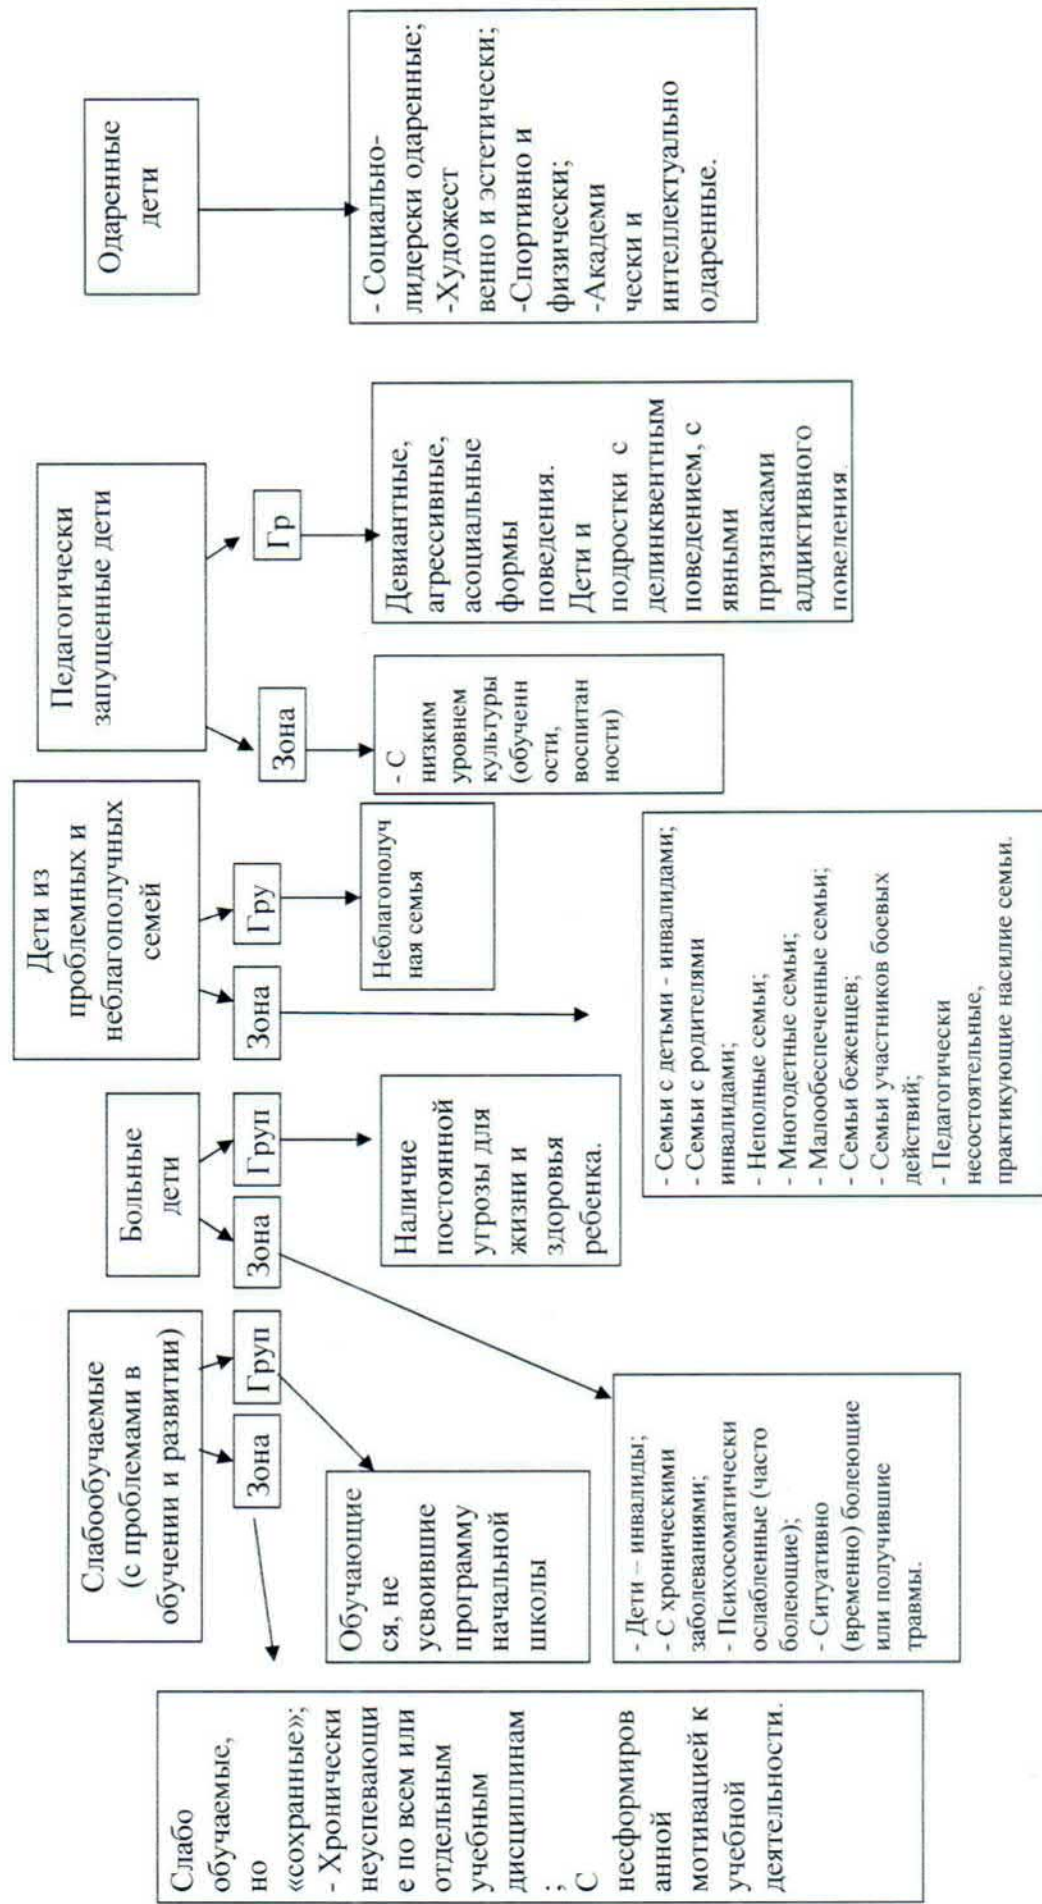 Слабообучаемые
(с проблемами в
обучении и развитии)
Больные
дети
Дети из
проблемных и
неблагополучных
семей
Педагогически
запущенные дети
Одаренные
дети
Зона
Груп
Зона
Груп
Зона
Гру
Зона
Гр
Слабо
обучаемые,
но
«сохранные»;
- Хронически
неуспевающи
е по всем или
отдельным
учебным
дисциплинам
;
С
несформиров
анной
мотивацией к
учебной
деятельности.
Обучающие
ся, не
усвоившие
программу
начальной
школы
- Дети – инвалиды;
- С хроническими
заболеваниями;
- Психосоматически
ослабленные (часто
болеющие);
- Ситуативно
(временно) болеющие
или получившие
травмы.
Наличие
постоянной
угрозы для
жизни и
здоровья
ребенка.
- Семьи с детьми - инвалидами;
- Семьи с родителями
инвалидами;
- Неполные семьи;
- Многодетные семьи;
- Малообеспеченные семьи;
- Семьи беженцев;
- Семьи участников боевых
действий;
- Педагогически
несостоятельные,
практикующие насилие семьи.
Неблагополуч
ная семья
- С
низким
уровнем
культуры
(обученн
ости,
воспитан
ности)
Девиантные,
агрессивные,
асоциальные
формы
поведения.
Дети и
подростки с
делинквентным
поведением, с
явными
признаками
аддиктивного
поведения.
- Социально-
лидерски одаренные;
-Художест
венно и эстетически;
-Спортивно и
физически;
-Академи
чески и
интеллектуально
одаренные.